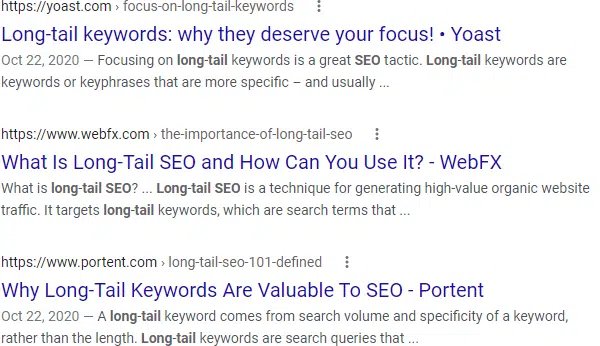 https://yoast.com › focus-on-long-tail-keywords
Long-tail keywords: why they deserve your focus! • Yoast
Oct 22, 2020 — Focusing on long-tail keywords is a great SEO tactic. Long-tail keywords are
keywords or keyphrases that are more specific – and usually ...
https://www.webfx.com › the-importance-of-long-tail-seo
What Is Long-Tail SEO and How Can You Use It? - WebFX
What is long-tail SEO? ... Long-tail SEO is a technique for generating high-value organic website
traffic. It targets long-tail keywords, which are search terms that ...
https://www.portent.com › long-tail-seo-101-defined
Why Long-Tail Keywords Are Valuable To SEO - Portent
Oct 22, 2020 — A long-tail keyword comes from search volume and specificity of a keyword,
rather than the length. Long-tail keywords are search queries that ...